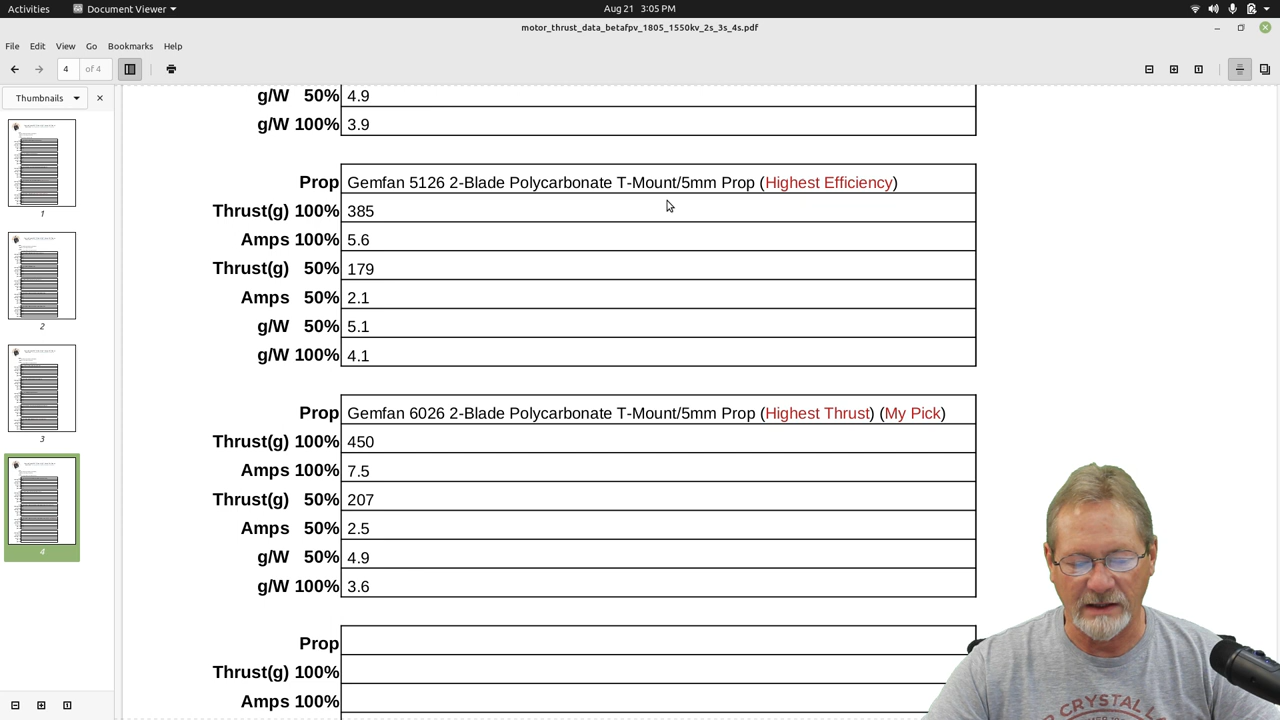 Activities Document Viewer Aug 21 3:05 PM
motor_thrust_data_betafpv_1805_1550kv_2s_3s_4s.pdf
File Edit View Go Bookmarks Help
4 of 4
Thumbnails
1
2
3
4
g/W 50% 4.9
g/W 100% 3.9
Prop Gemfan 5126 2-Blade Polycarbonate T-Mount/5mm Prop (Highest Efficiency)
Thrust(g) 100% 385
Amps 100% 5.6
Thrust(g) 50% 179
Amps 50% 2.1
g/W 50% 5.1
g/W 100% 4.1
Prop Gemfan 6026 2-Blade Polycarbonate T-Mount/5mm Prop (Highest Thrust) (My Pick)
Thrust(g) 100% 450
Amps 100% 7.5
Thrust(g) 50% 207
Amps 50% 2.5
g/W 50% 4.9
g/W 100% 3.6
Prop
Thrust(g) 100%
Amps 100%
CRYSTAL